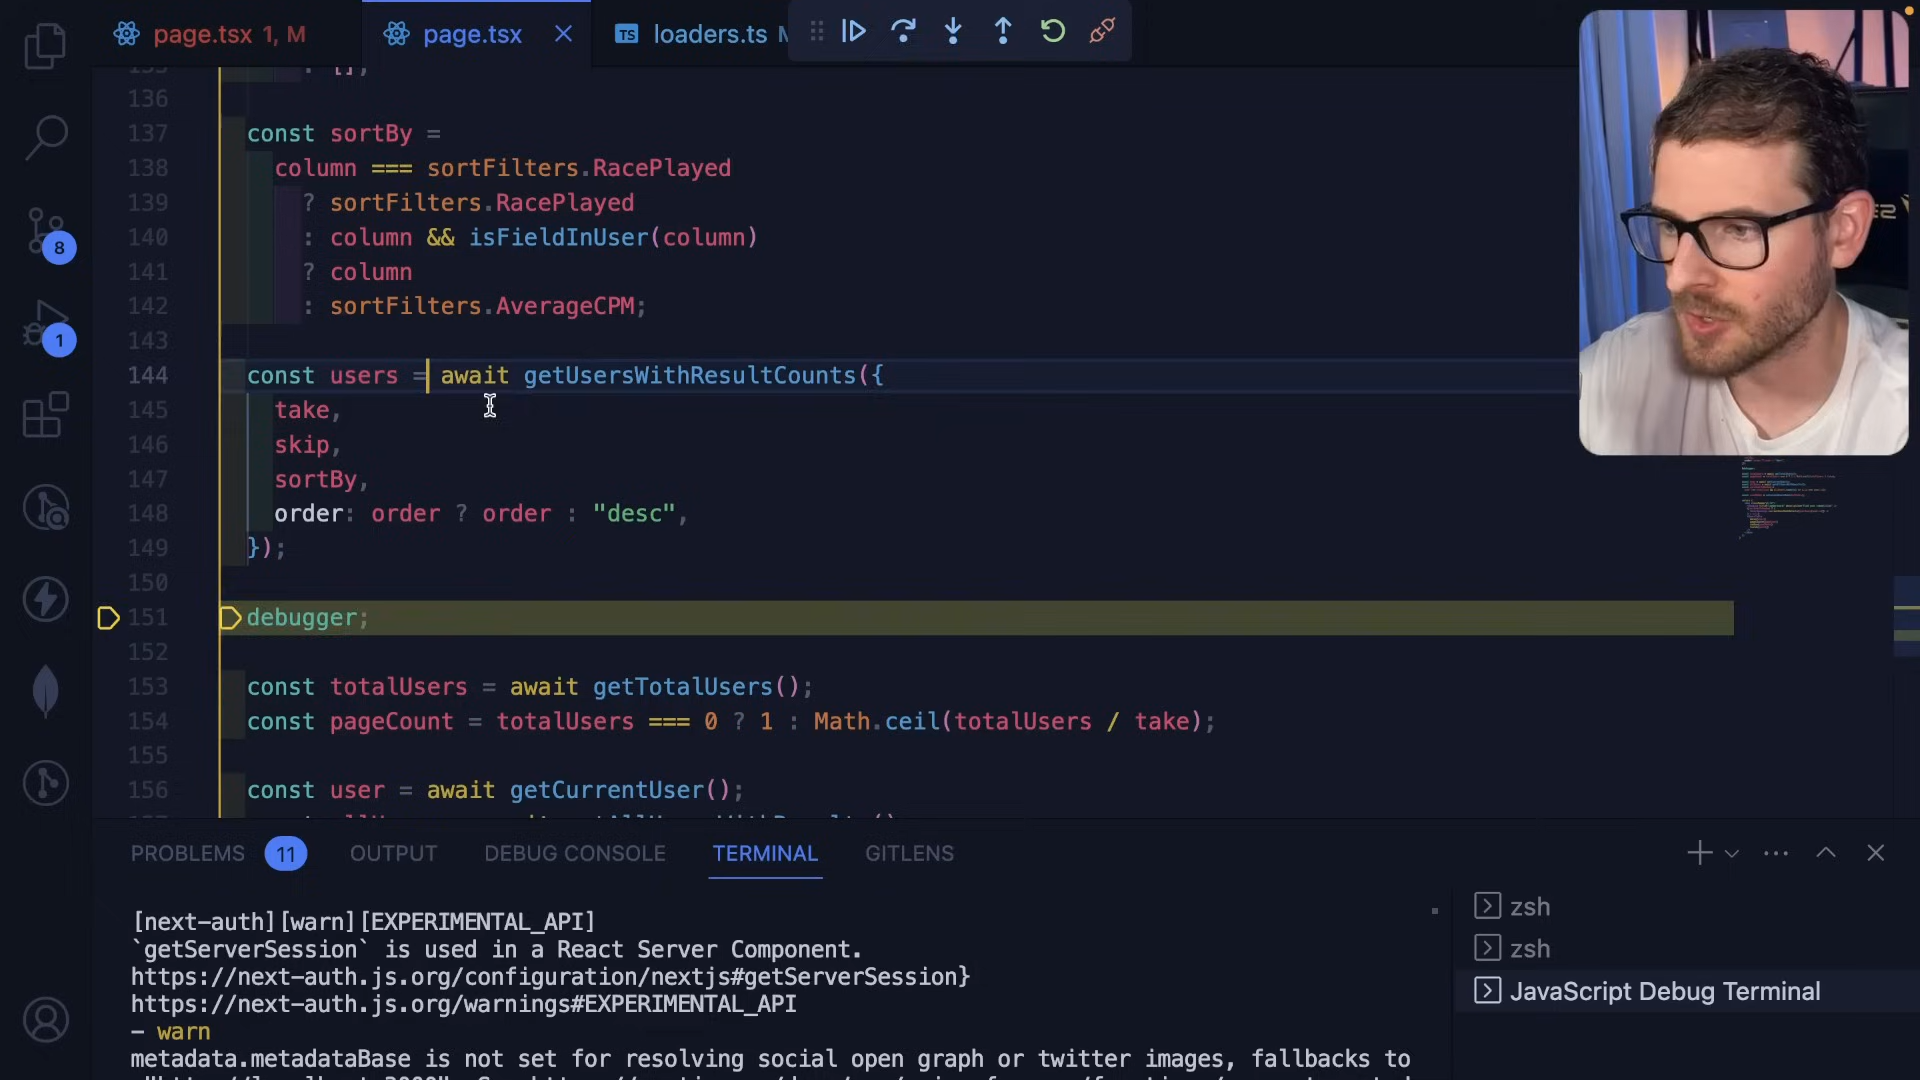 page.tsx 1, M
page.tsx
TS loaders.ts
: [];
136
137 const sortBy =
138 column === sortFilters.RacePlayed
139 ? sortFilters.RacePlayed
140 : column && isFieldInUser(column)
141 ? column
142 : sortFilters.AverageCPM;
143
144 const users = await getUsersWithResultCounts({
145 take,
146 skip,
147 sortBy,
148 order: order ? order : "desc",
149 });
150
151 debugger;
152
153 const totalUsers = await getTotalUsers();
154 const pageCount = totalUsers === 0 ? 1 : Math.ceil(totalUsers / take);
155
156 const user = await getCurrentUser();
8
1
PROBLEMS 11 OUTPUT DEBUG CONSOLE TERMINAL GITLENS
[next-auth][warn][EXPERIMENTAL_API]
`getServerSession` is used in a React Server Component.
https://next-auth.js.org/configuration/nextjs#getServerSession}
https://next-auth.js.org/warnings#EXPERIMENTAL_API
- warn
metadata.metadataBase is not set for resolving social open graph or twitter images, fallbacks to
zsh
zsh
JavaScript Debug Terminal